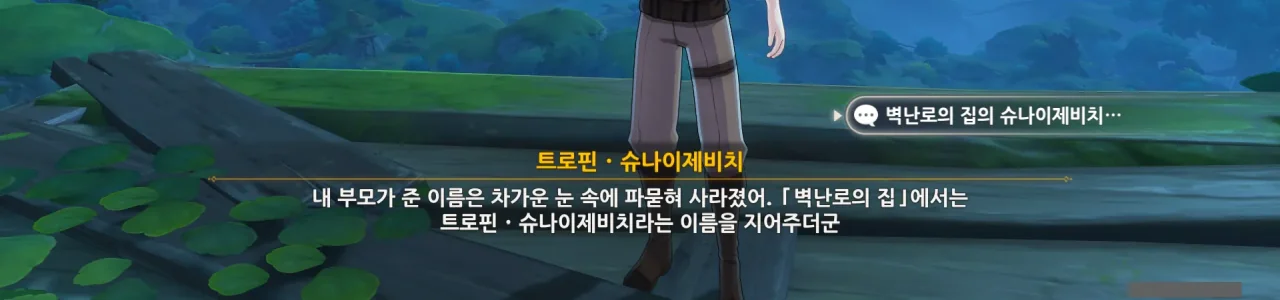 벽난로의 집의 슈나이제비치…
트로핀 · 슈나이제비치
내 부모가 준 이름은 차가운 눈 속에 파묻혀 사라졌어. 「벽난로의 집」에서는
트로핀 · 슈나이제비치라는 이름을 지어주더군